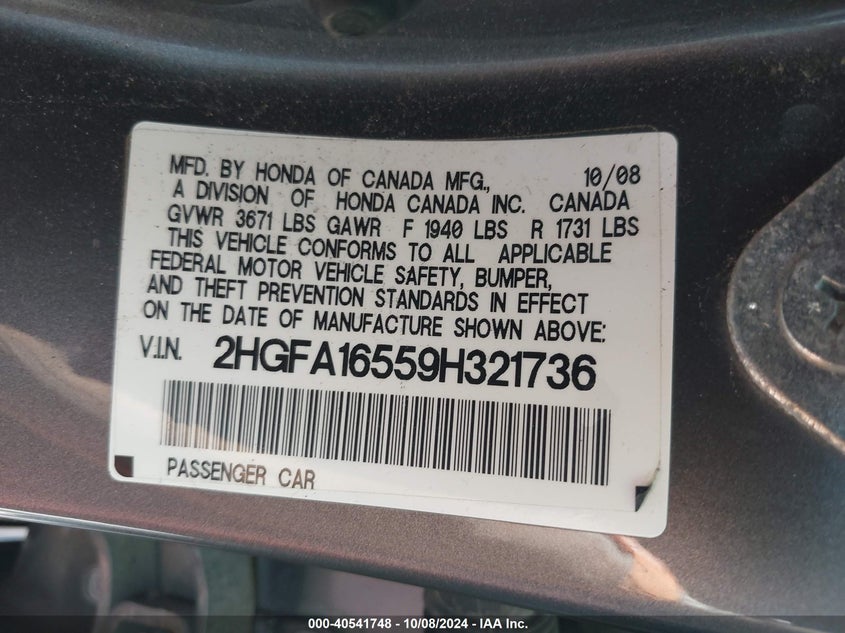 MFD. BY HONDA OF CANADA MFG., 10/08
A DIVISION OF HONDA CANADA INC. CANADA
GVWR 3671 LBS GAWR F 1940 LBS R 1731 LBS
THIS VEHICLE CONFORMS TO ALL APPLICABLE
FEDERAL MOTOR VEHICLE SAFETY, BUMPER,
AND THEFT PREVENTION STANDARDS IN EFFECT
ON THE DATE OF MANUFACTURE SHOWN ABOVE:
V.I.N. 2HGFA16559H321736
PASSENGER CAR
000-40541748 - 10/08/2024 - IAA Inc.